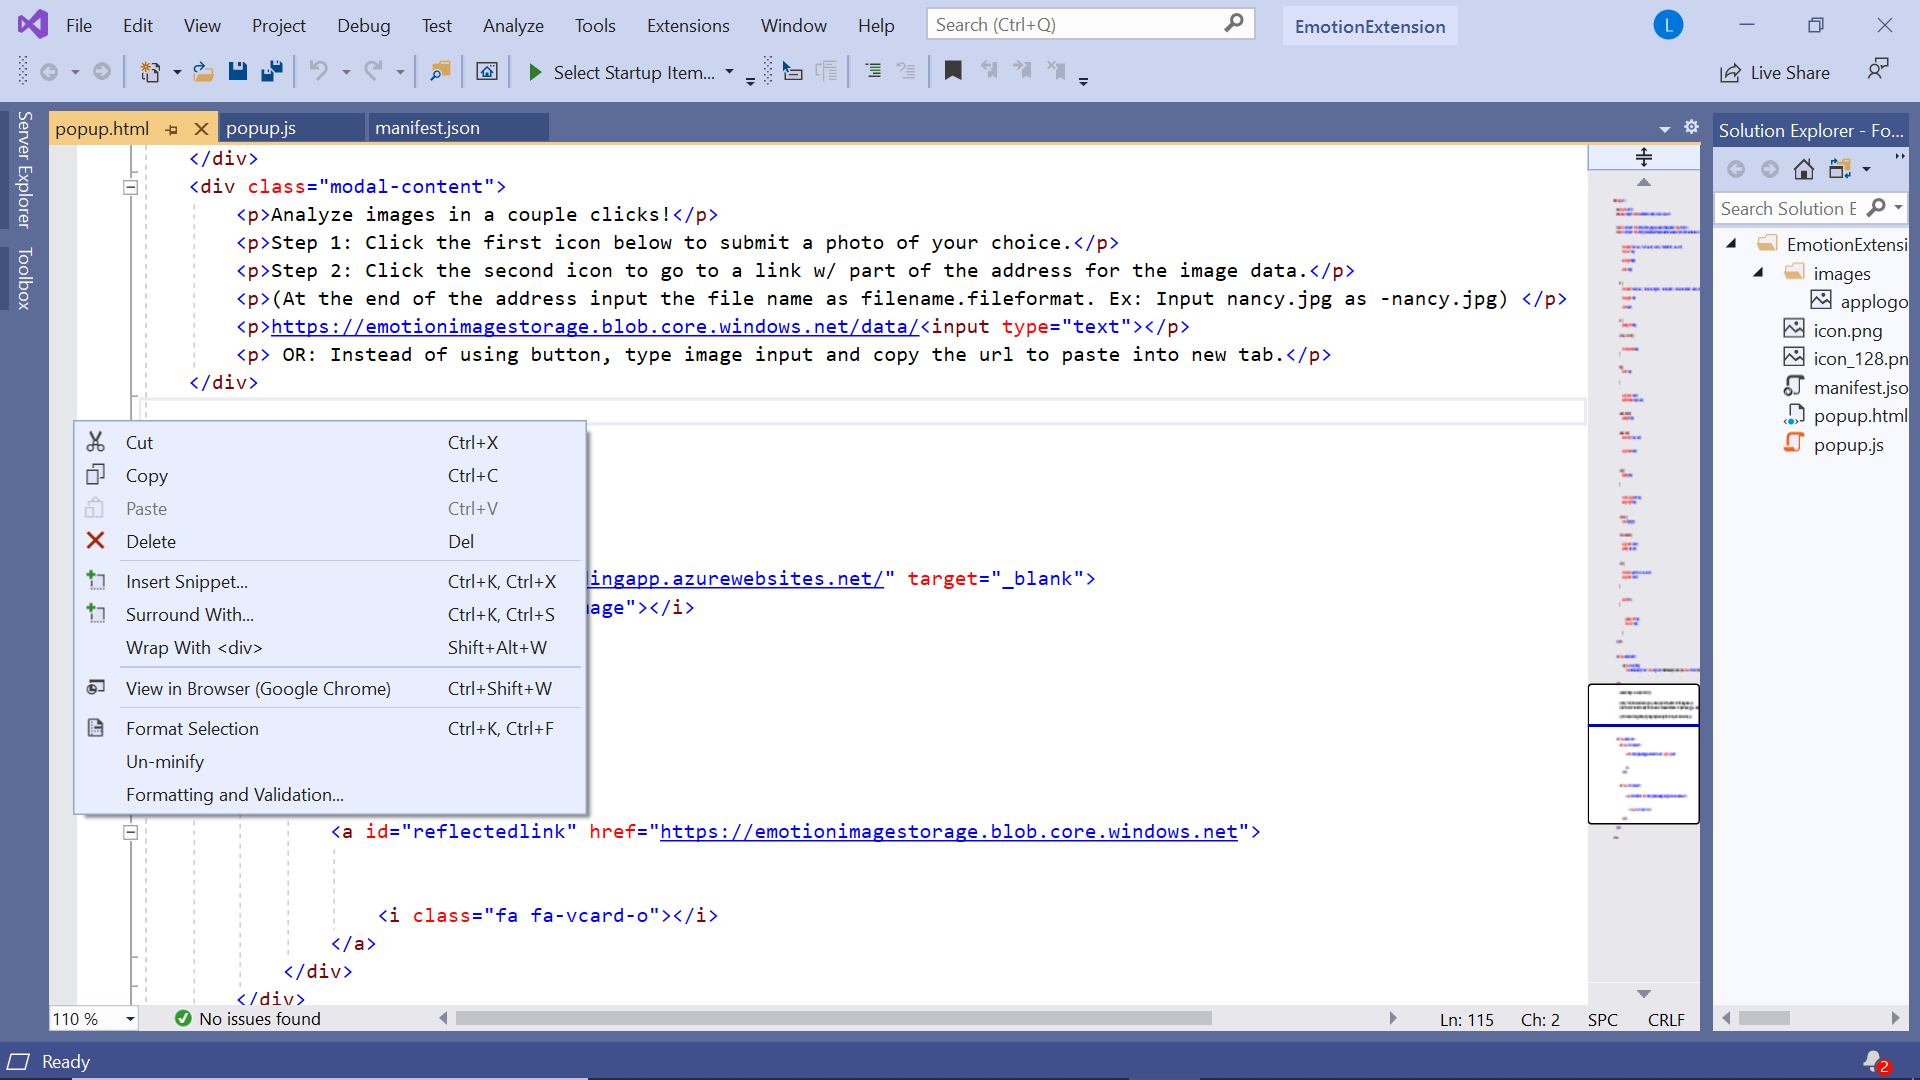 File Edit View Project Debug Test Analyze Tools Extensions Window Help Search (Ctrl+Q) EmotionExtension L
Select Startup Item... Live Share
Server Explorer
Toolbox
popup.html popup.js manifest.json
</div>
<div class="modal-content">
<p>Analyze images in a couple clicks!</p>
<p>Step 1: Click the first icon below to submit a photo of your choice.</p>
<p>Step 2: Click the second icon to go to a link w/ part of the address for the image data.</p>
<p>(At the end of the address input the file name as filename.fileformat. Ex: Input nancy.jpg as -nancy.jpg) </p>
<p>https://emotionimagestorage.blob.core.windows.net/data/<input type="text"></p>
<p> OR: Instead of using button, type image input and copy the url to paste into new tab.</p>
</div>
Cut Ctrl+X
Copy Ctrl+C
Paste Ctrl+V
Delete Del
Insert Snippet... Ctrl+K, Ctrl+X
Surround With... Ctrl+K, Ctrl+S
Wrap With <div> Shift+Alt+W
View in Browser (Google Chrome) Ctrl+Shift+W
Format Selection Ctrl+K, Ctrl+F
Un-minify
Formatting and Validation...
ingapp.azurewebsites.net/" target="_blank">
age"></i>
<a id="reflectedlink" href="https://emotionimagestorage.blob.core.windows.net">
<i class="fa fa-vcard-o"></i>
</a>
</div>
</div>
110 % No issues found Ln: 115 Ch: 2 SPC CRLF
Solution Explorer - Fo...
Search Solution E
EmotionExtensi
images
applogo
icon.png
icon_128.pn
manifest.jso
popup.html
popup.js
Ready 2